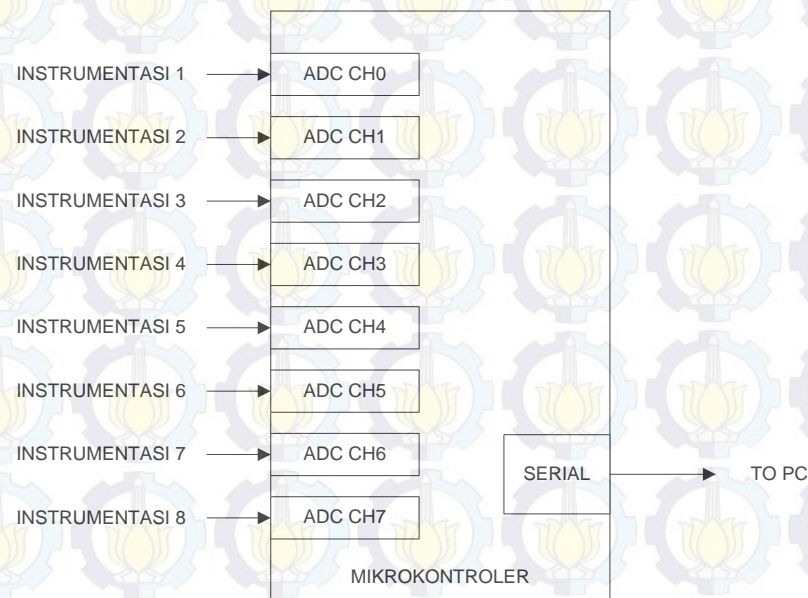 INSTRUMENTASI 1 ADC CH0
INSTRUMENTASI 2 ADC CH1
INSTRUMENTASI 3 ADC CH2
INSTRUMENTASI 4 ADC CH3
INSTRUMENTASI 5 ADC CH4
INSTRUMENTASI 6 ADC CH5
INSTRUMENTASI 7 ADC CH6
SERIAL TO PC
INSTRUMENTASI 8 ADC CH7
MIKROKONTROLER